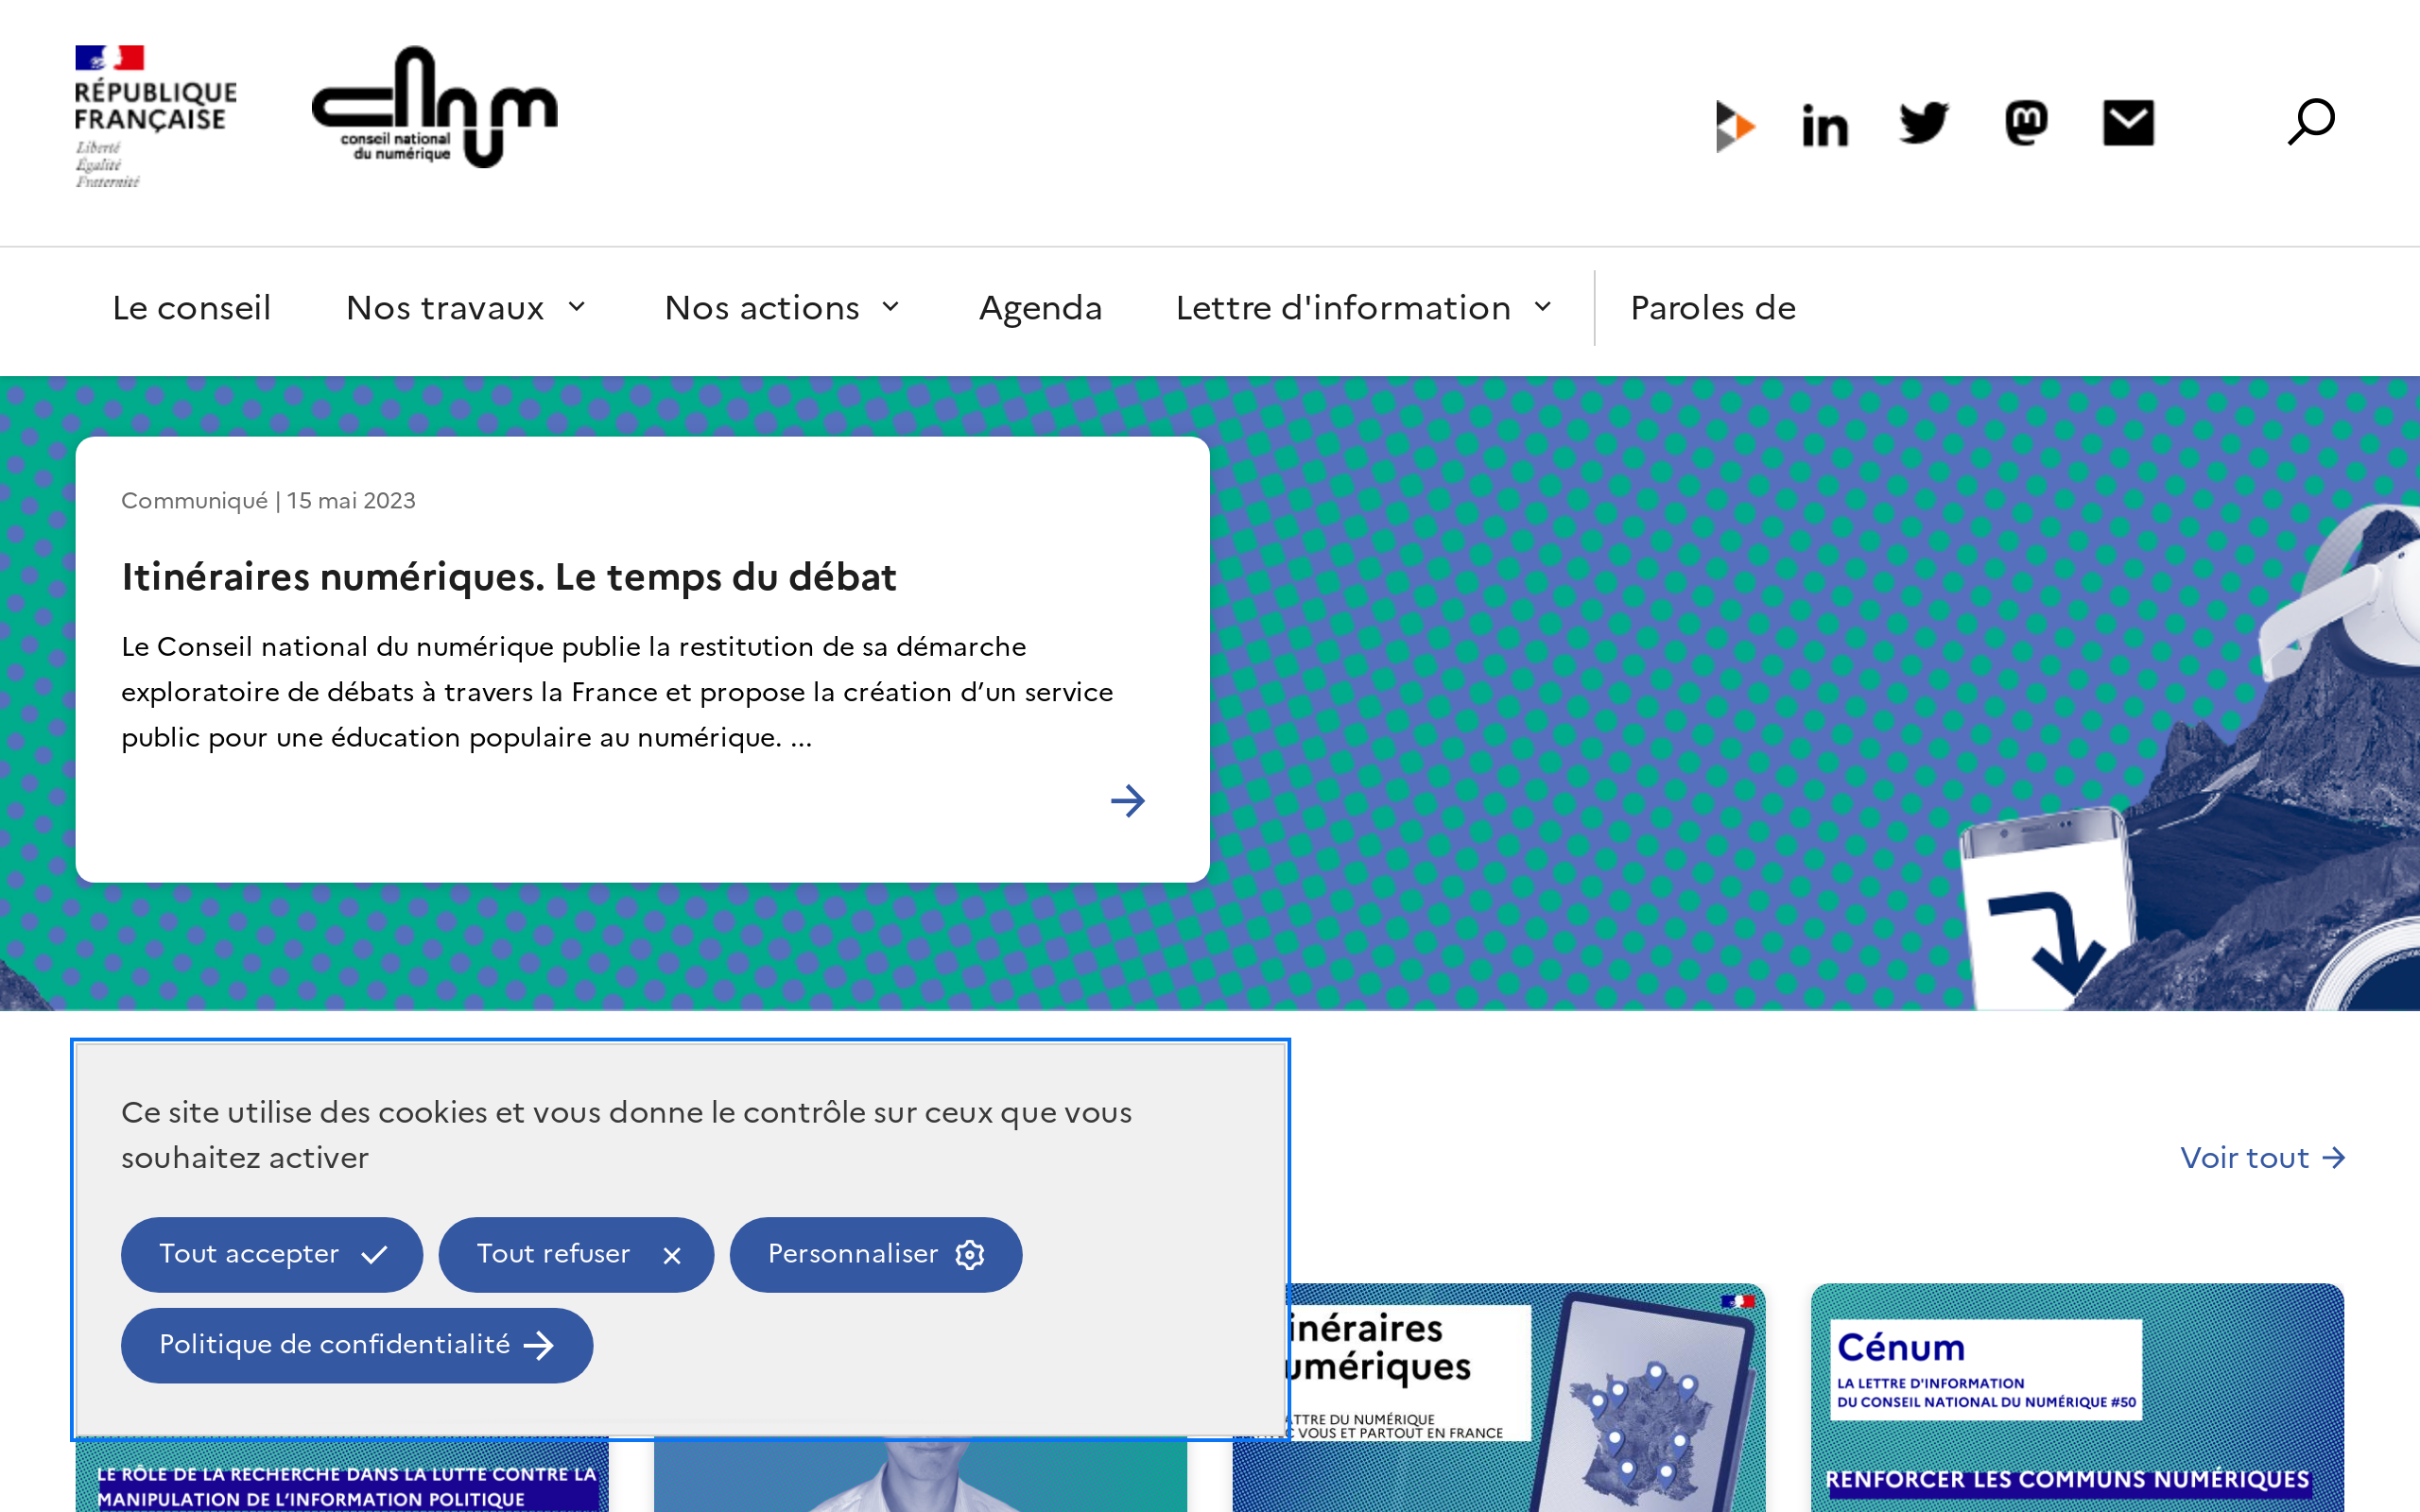 RÉPUBLIQUE
FRANÇAISE
Liberté
Égalité
Fraternité
cnnum
conseil national
du numérique
Le conseil
Nos travaux
Nos actions
Agenda
Lettre d'information
Paroles de
Communiqué | 15 mai 2023
Itinéraires numériques. Le temps du débat
Le Conseil national du numérique publie la restitution de sa démarche
exploratoire de débats à travers la France et propose la création d’un service
public pour une éducation populaire au numérique. ...
Ce site utilise des cookies et vous donne le contrôle sur ceux que vous
souhaitez activer
Tout accepter
Tout refuser
Personnaliser
Politique de confidentialité
Voir tout
LE RÔLE DE LA RECHERCHE DANS LA LUTTE CONTRE LA
MANIPULATION DE L’INFORMATION POLITIQUE
inéraires
umériques
ATTRE DU NUMÉRIQUE
VOUS ET PARTOUT EN FRANCE
Cénum
LA LETTRE D'INFORMATION
DU CONSEIL NATIONAL DU NUMÉRIQUE #50
RENFORCER LES COMMUNS NUMÉRIQUES